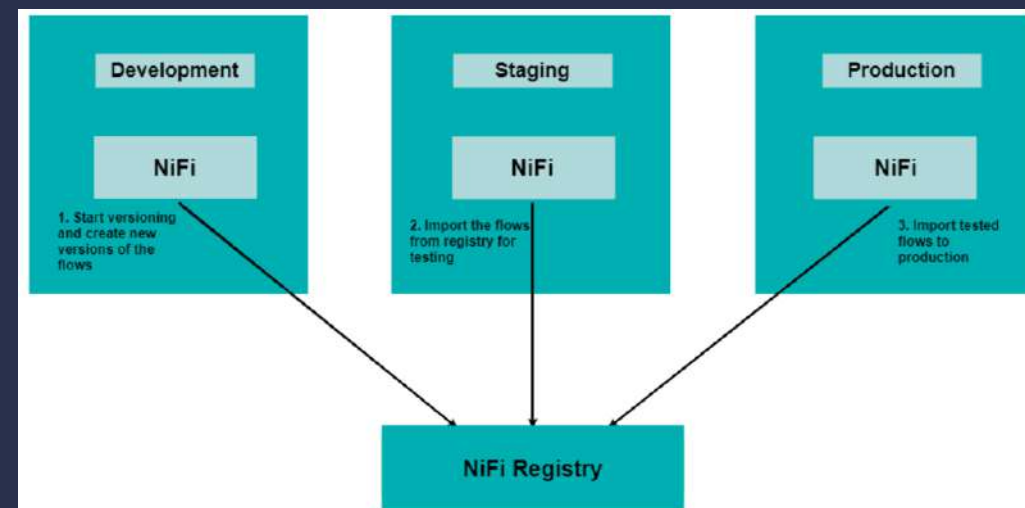 Development
NiFi
1. Start versioning
and create new
versions of the
flows
Staging
NiFi
2. Import the flows
from registry for
testing
Production
NiFi
3. Import tested
flows to
production
NiFi Registry